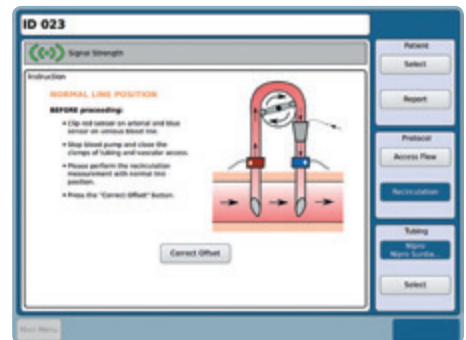 ID 023
Signal Strength
Instruction
NORMAL LINE POSITION
BEFORE proceeding:
• Clip red sensor on arterial and blue
sensor on venous blood line.
• Stop blood pump and close the
clamps of tubing and vascular access.
• Please perform the recirculation
measurement with normal line
position.
• Press the "Correct Offset" button.
Correct Offset
Patient
Select
Report
Protocol
Access Flow
Recirculation
Tubing
Nipro
Nipro
Select
Main Menu